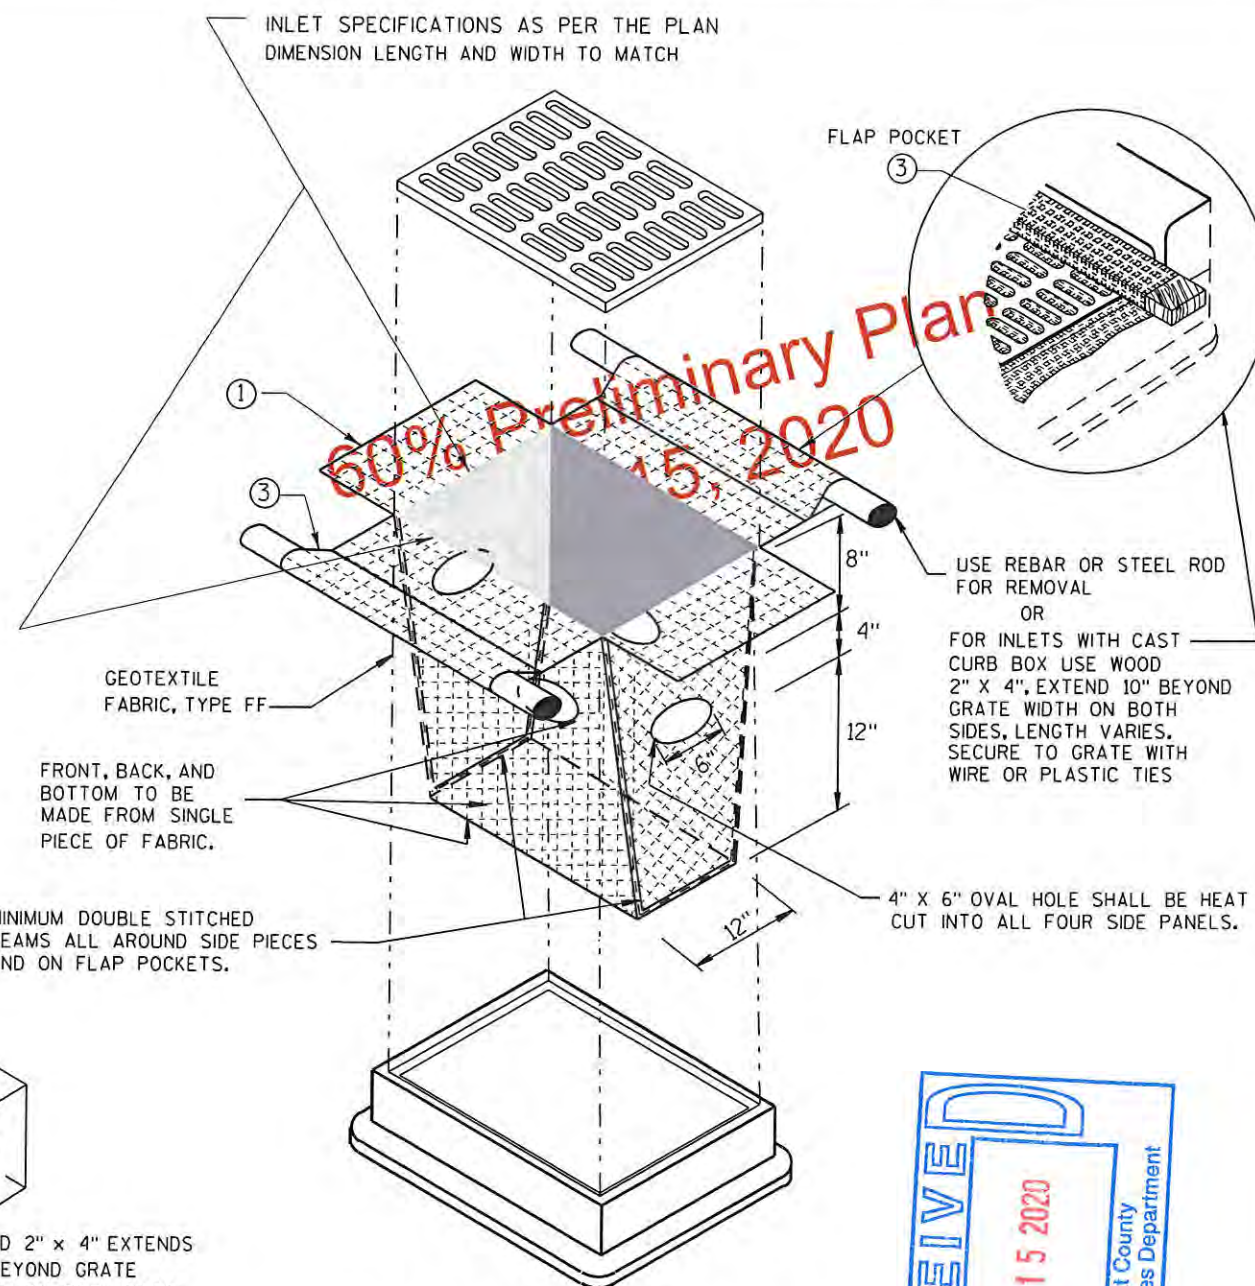 INLET SPECIFICATIONS AS PER THE PLAN
DIMENSION LENGTH AND WIDTH TO MATCH
FLAP POCKET
3
60% Preliminary Plan
15, 2020
1
3
8"
4"
12"
6"
12"
USE REBAR OR STEEL ROD
FOR REMOVAL
OR
FOR INLETS WITH CAST
CURB BOX USE WOOD
2" X 4", EXTEND 10" BEYOND
GRATE WIDTH ON BOTH
SIDES, LENGTH VARIES.
SECURE TO GRATE WITH
WIRE OR PLASTIC TIES
GEOTEXTILE
FABRIC, TYPE FF
FRONT, BACK, AND
BOTTOM TO BE
MADE FROM SINGLE
PIECE OF FABRIC.
4" X 6" OVAL HOLE SHALL BE HEAT
CUT INTO ALL FOUR SIDE PANELS.
INIMUM DOUBLE STITCHED
EAMS ALL AROUND SIDE PIECES
ND ON FLAP POCKETS.
D 2" x 4" EXTENDS
EYOND GRATE
EIVED
15 2020
t County
es Department